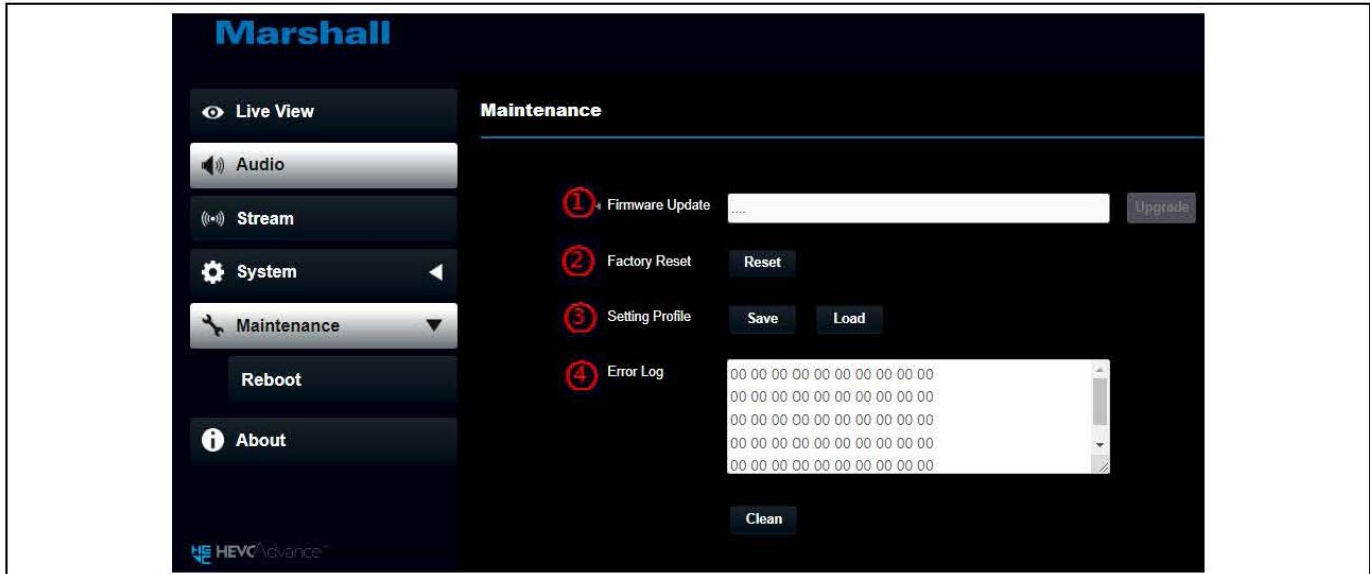 Marshall
Live View
Audio
Stream
System
Maintenance
Reboot
About
HEVC Advance™
Maintenance
1 Firmware Update .... Upgrade
2 Factory Reset Reset
3 Setting Profile Save Load
4 Error Log
00 00 00 00 00 00 00 00 00 00
00 00 00 00 00 00 00 00 00 00
00 00 00 00 00 00 00 00 00 00
00 00 00 00 00 00 00 00 00 00
00 00 00 00 00 00 00 00 00 00
Clean